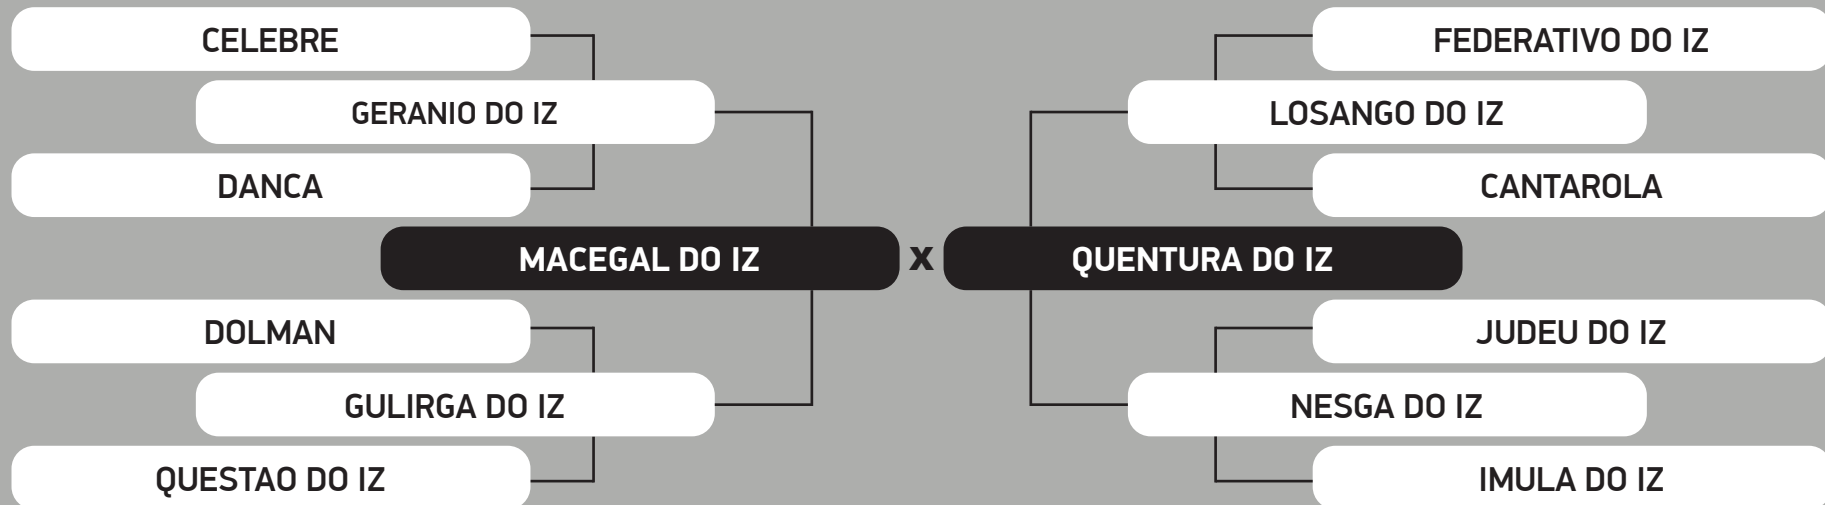 CELEBRE
GERANIO DO IZ
DANCA
MACEGAL DO IZ
DOLMAN
GULIRGA DO IZ
QUESTAO DO IZ
x
FEDERATIVO DO IZ
LOSANGO DO IZ
CANTAROLA
QUENTURA DO IZ
JUDEU DO IZ
NESGA DO IZ
IMULA DO IZ